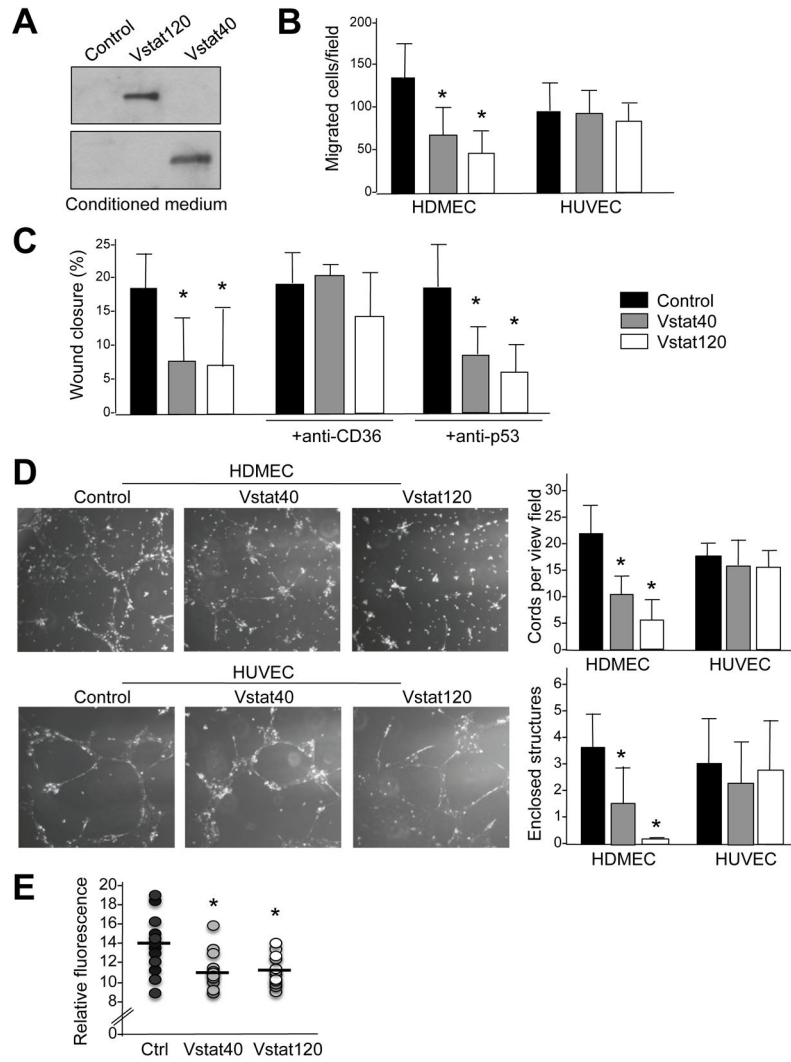 A
Control
Vstat120
Vstat40
Conditioned medium
B
Migrated cells/field
200
150
100
50
0
HDMEC
HUVEC
*
*
C
Wound closure (%)
25
20
15
10
5
0
*
*
*
*
+anti-CD36
+anti-p53
Control
Vstat40
Vstat120
D
HDMEC
Control
Vstat40
Vstat120
HUVEC
Control
Vstat40
Vstat120
Cords per view field
30
25
20
15
10
5
0
*
*
HDMEC
HUVEC
Enclosed structures
6
5
4
3
2
1
0
*
*
HDMEC
HUVEC
E
Relative fluorescence
20
18
16
14
12
10
8
0
*
*
Ctrl
Vstat40
Vstat120